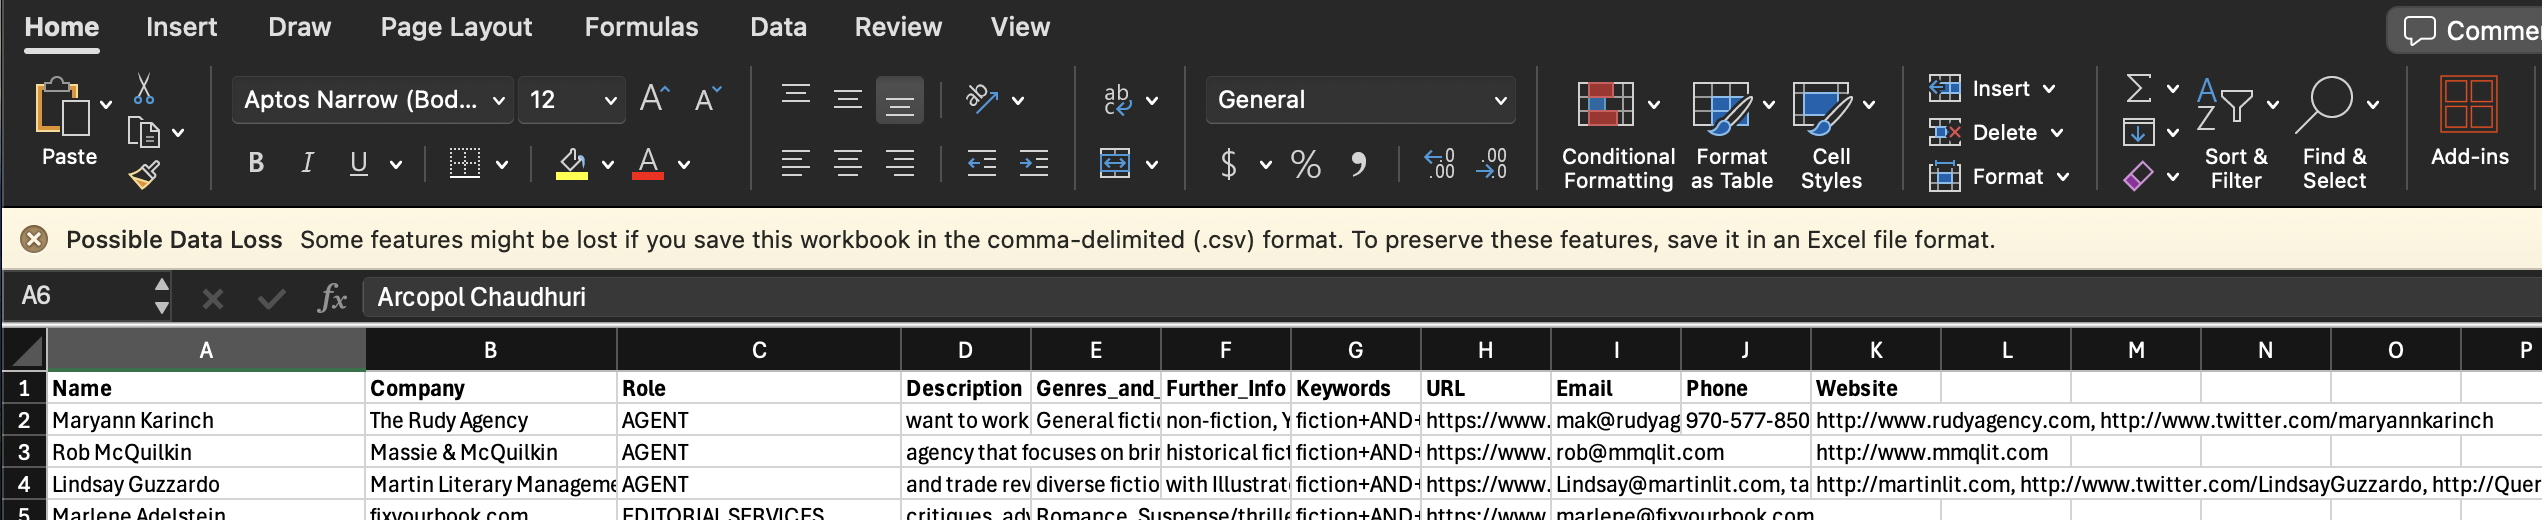 Home Insert Draw Page Layout Formulas Data Review View
Aptos Narrow (Bod... 12 General
Paste
B I U A
$ % .00
Conditional Formatting
Format as Table
Cell Styles
Insert
Delete
Format
Sort & Filter
Find & Select
Add-ins
Possible Data Loss Some features might be lost if you save this workbook in the comma-delimited (.csv) format. To preserve these features, save it in an Excel file format.
A6 fx Arcopol Chaudhuri
A B C D E F G H I J K L M N O P
1 Name Company Role Description Genres_and_ Further_Info Keywords URL Email Phone Website
2 Maryann Karinch The Rudy Agency AGENT want to work General ficti non-fiction, fiction+AND+ https://www. mak@rudyag 970-577-850 http://www.rudyagency.com, http://www.twitter.com/maryannkarinch
3 Rob McQuilkin Massie & McQuilkin AGENT agency that focuses on brin historical fict fiction+AND+ https://www. rob@mmqlit.com http://www.mmqlit.com
4 Lindsay Guzzardo Martin Literary Manageme AGENT and trade rev diverse fictio with Illustrat fiction+AND+ https://www. Lindsay@martinlit.com, ta http://martinlit.com, http://www.twitter.com/LindsayGuzzardo, http://Quer
5 Marlene Adelstein fixyourbook.com EDITORIAL SERVICES critiques, adv Romance, Suspense/thrille fiction+AND+ https://www. marlene@fixyourbook.com